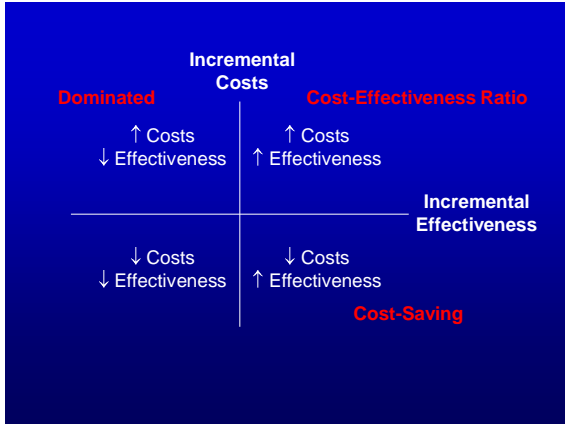 Incremental
Costs
Dominated
Cost-Effectiveness Ratio
↑ Costs
↓ Effectiveness
↑ Costs
↑ Effectiveness
Incremental
Effectiveness
↓ Costs
↓ Effectiveness
↓ Costs
↑ Effectiveness
Cost-Saving